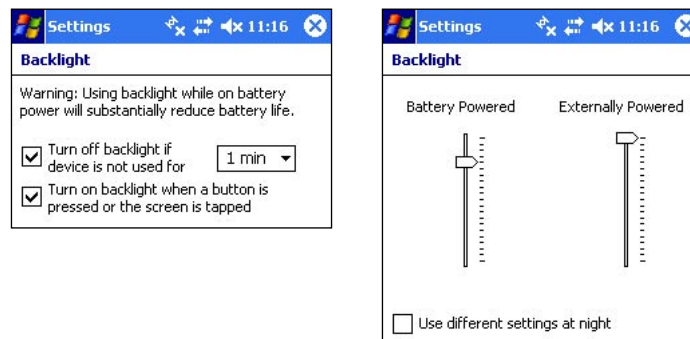 Settings 11:16
Backlight
Warning: Using backlight while on battery
power will substantially reduce battery life.
Turn off backlight if
device is not used for 1 min
Turn on backlight when a button is
pressed or the screen is tapped
Settings 11:16
Backlight
Battery Powered Externally Powered
Use different settings at night